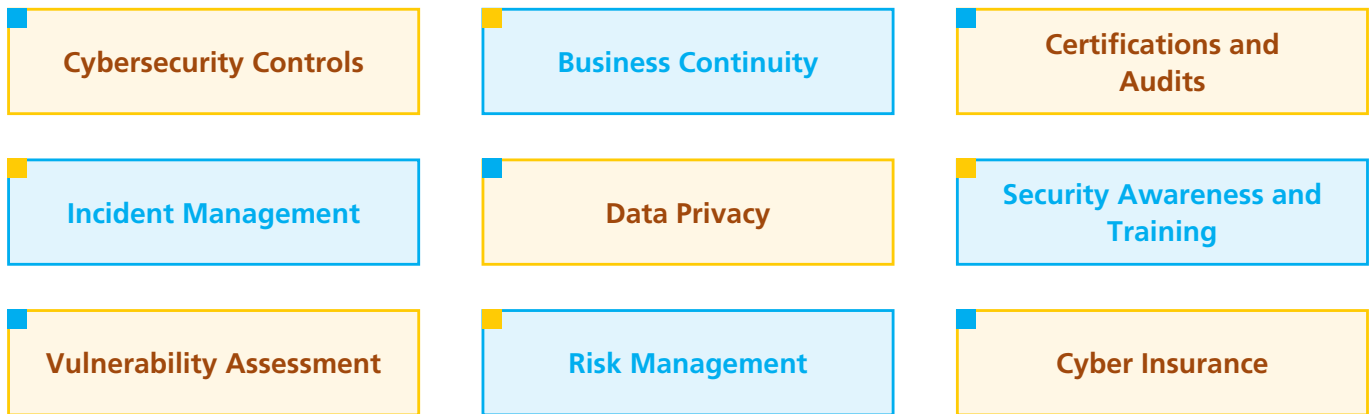 Cybersecurity Controls
Business Continuity
Certifications and
Audits
Incident Management
Data Privacy
Security Awareness and
Training
Vulnerability Assessment
Risk Management
Cyber Insurance